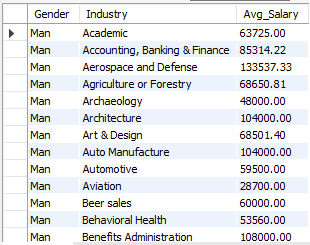 Gender Industry Avg_Salary
Man Academic 63725.00
Man Accounting, Banking & Finance 85314.22
Man Aerospace and Defense 133537.33
Man Agriculture or Forestry 68650.81
Man Archaeology 48000.00
Man Architecture 104000.00
Man Art & Design 68501.40
Man Auto Manufacture 104000.00
Man Automotive 59500.00
Man Aviation 28700.00
Man Beer sales 60000.00
Man Behavioral Health 53560.00
Man Benefits Administration 108000.00